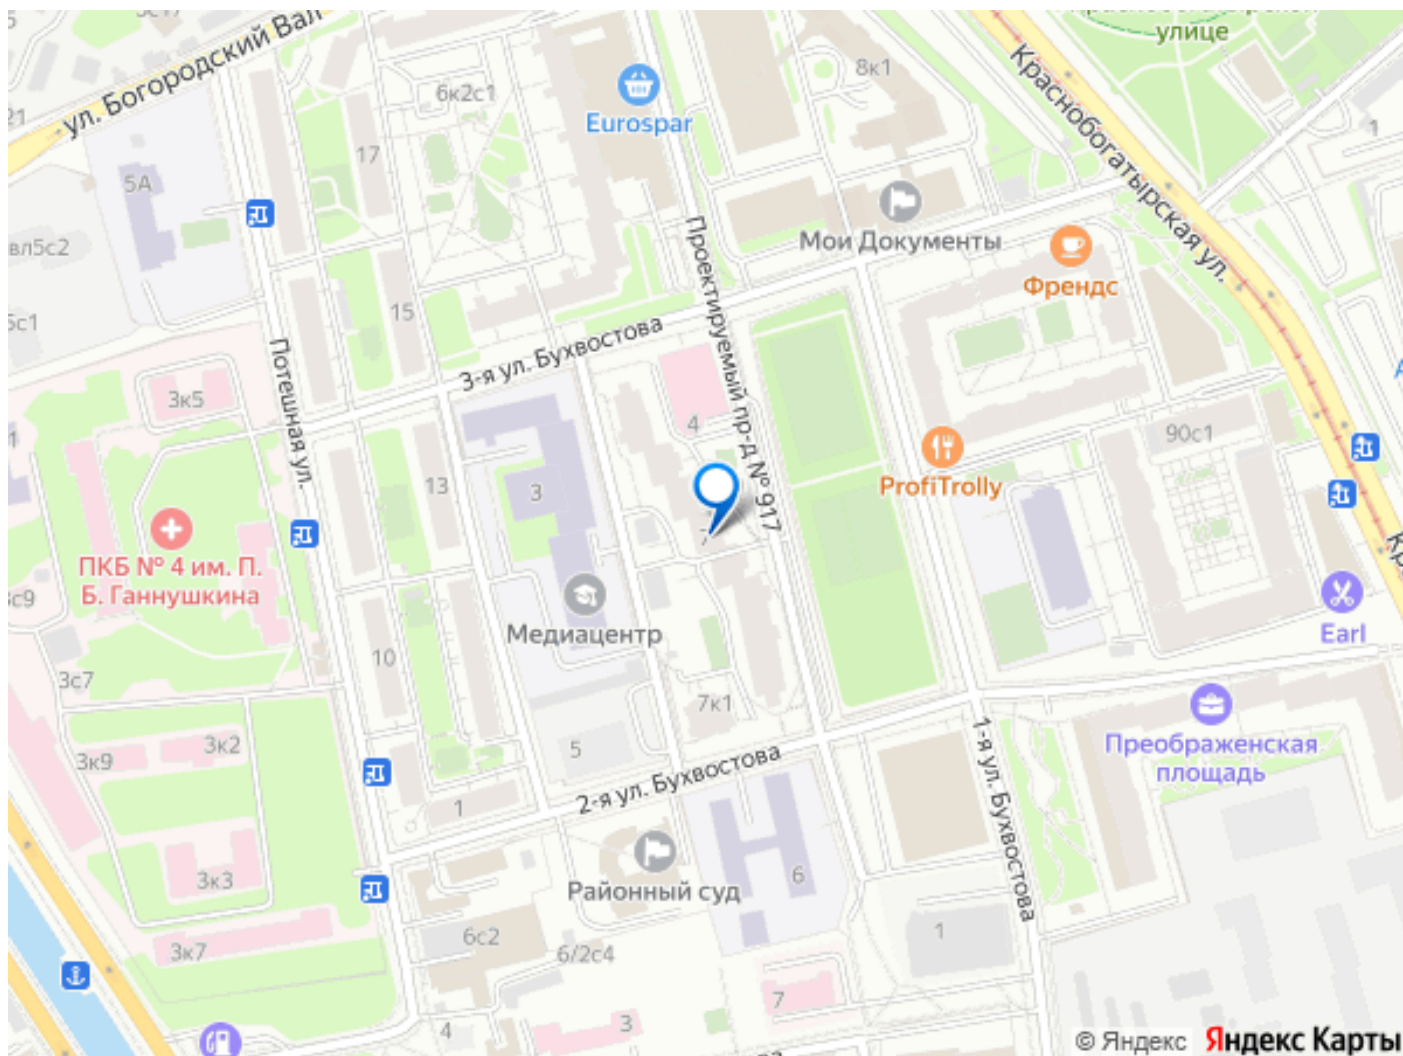 ул. Богородский Вал
6к2с1
Eurospar
8к1
улице
Краснобогатырская ул.
1
21
17
5А
вл5с2
Мои Документы
Френдс
Проектируемый пр-д № 917
5с1
15
3-я ул. Бухвостова
Потешная ул.
3к5
4
90с1
ProfiTrolly
13
3
7
ПКБ № 4 им. П.
Б. Ганнушкина
Медиацентр
Earl
10
3с7
7к1
Преображенская
площадь
3к2
3к9
5
2-я ул. Бухвостова
1-я ул. Бухвостова
1
3к3
Районный суд
6
6с2
1
3к7
6/2с4
7
3
4
© Яндекс Яндекс Карты